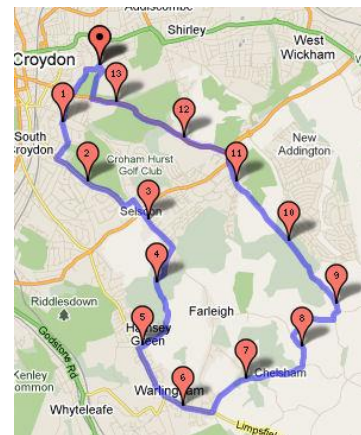 Addiscombe
Shirley
Croydon
West
Wickham
13
1
12
South
Croydon
Croham Hurst
Golf Club
New
Addington
11
2
3
Selsdon
10
4
9
Riddlesdown
Farleigh
5
8
Hamsey
Green
Godstone Rd
7
Chelsham
Kenley
Common
6
Warlingham
Whyteleafe
Limpsfie